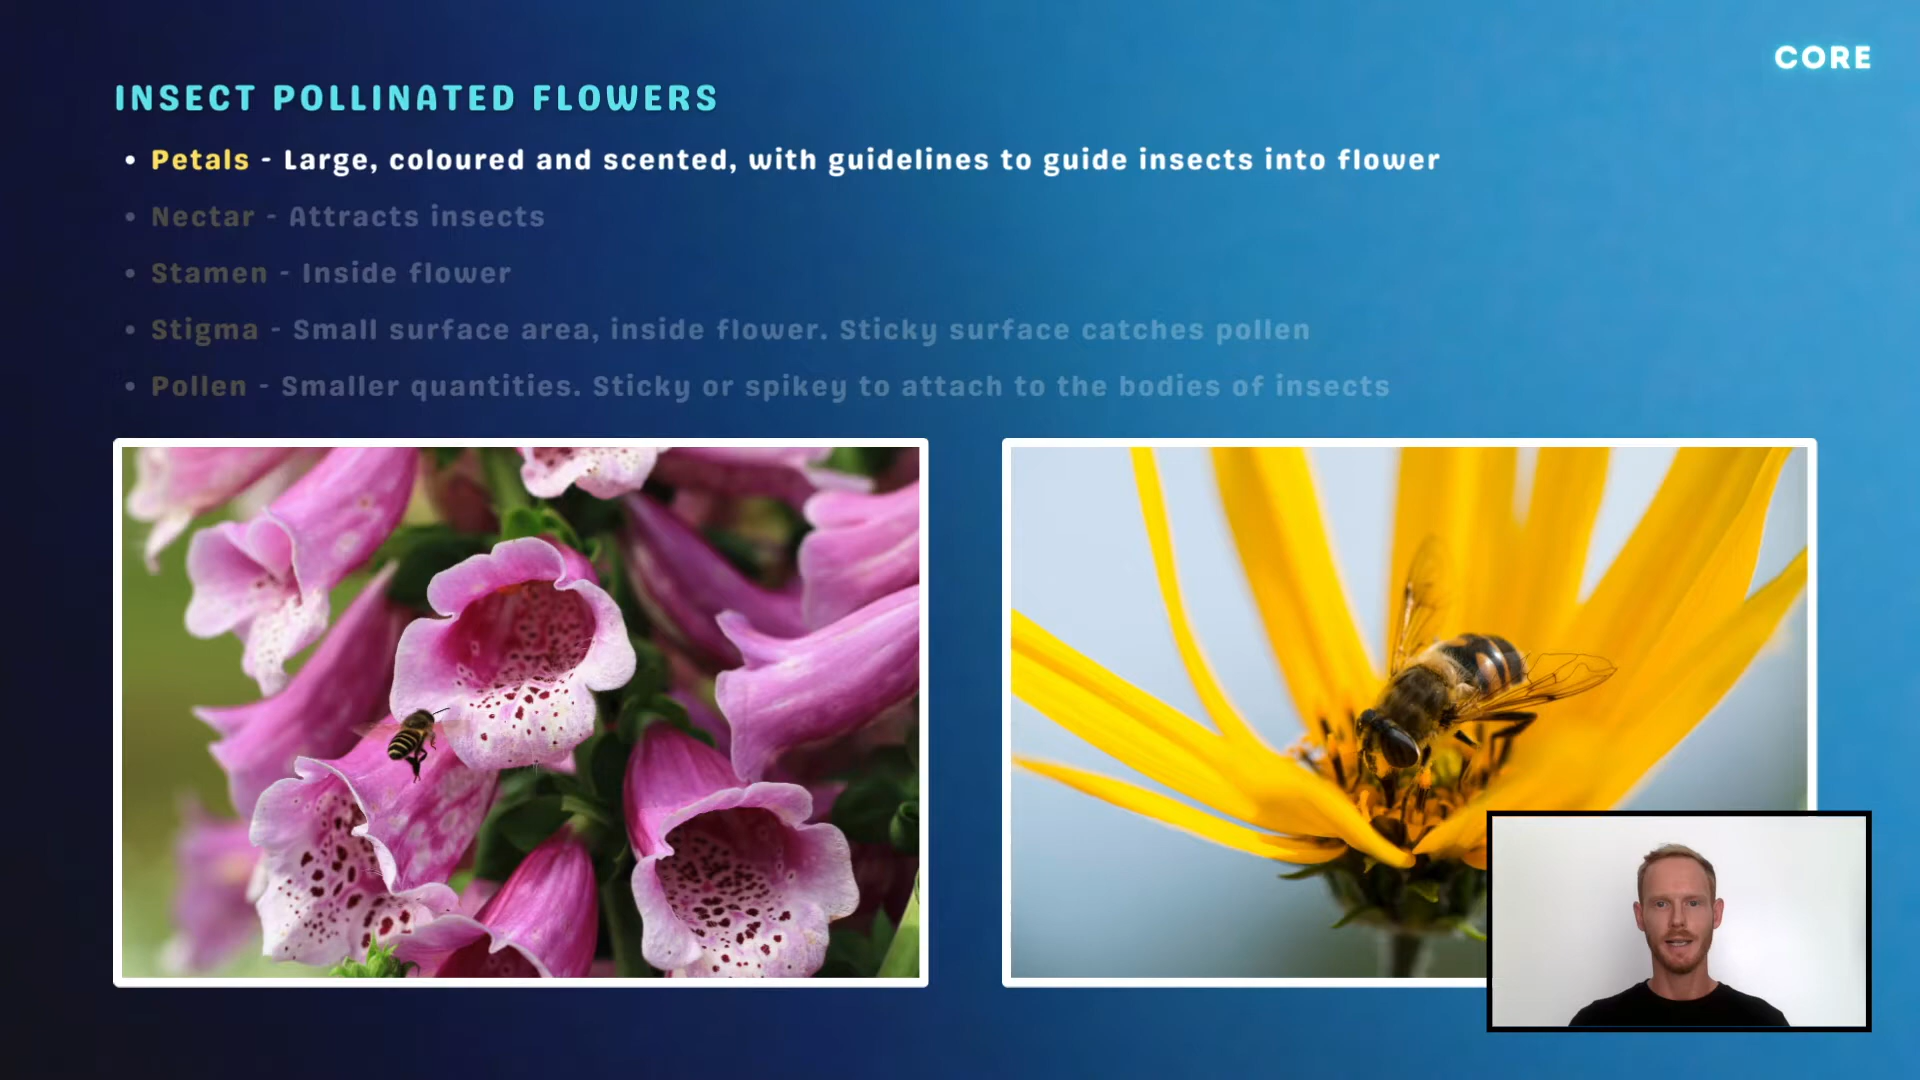 CORE
INSECT POLLINATED FLOWERS
• Petals - Large, coloured and scented, with guidelines to guide insects into flower
• Nectar - Attracts insects
• Stamen - Inside flower
• Stigma - Small surface area, inside flower. Sticky surface catches pollen
• Pollen - Smaller quantities. Sticky or spikey to attach to the bodies of insects